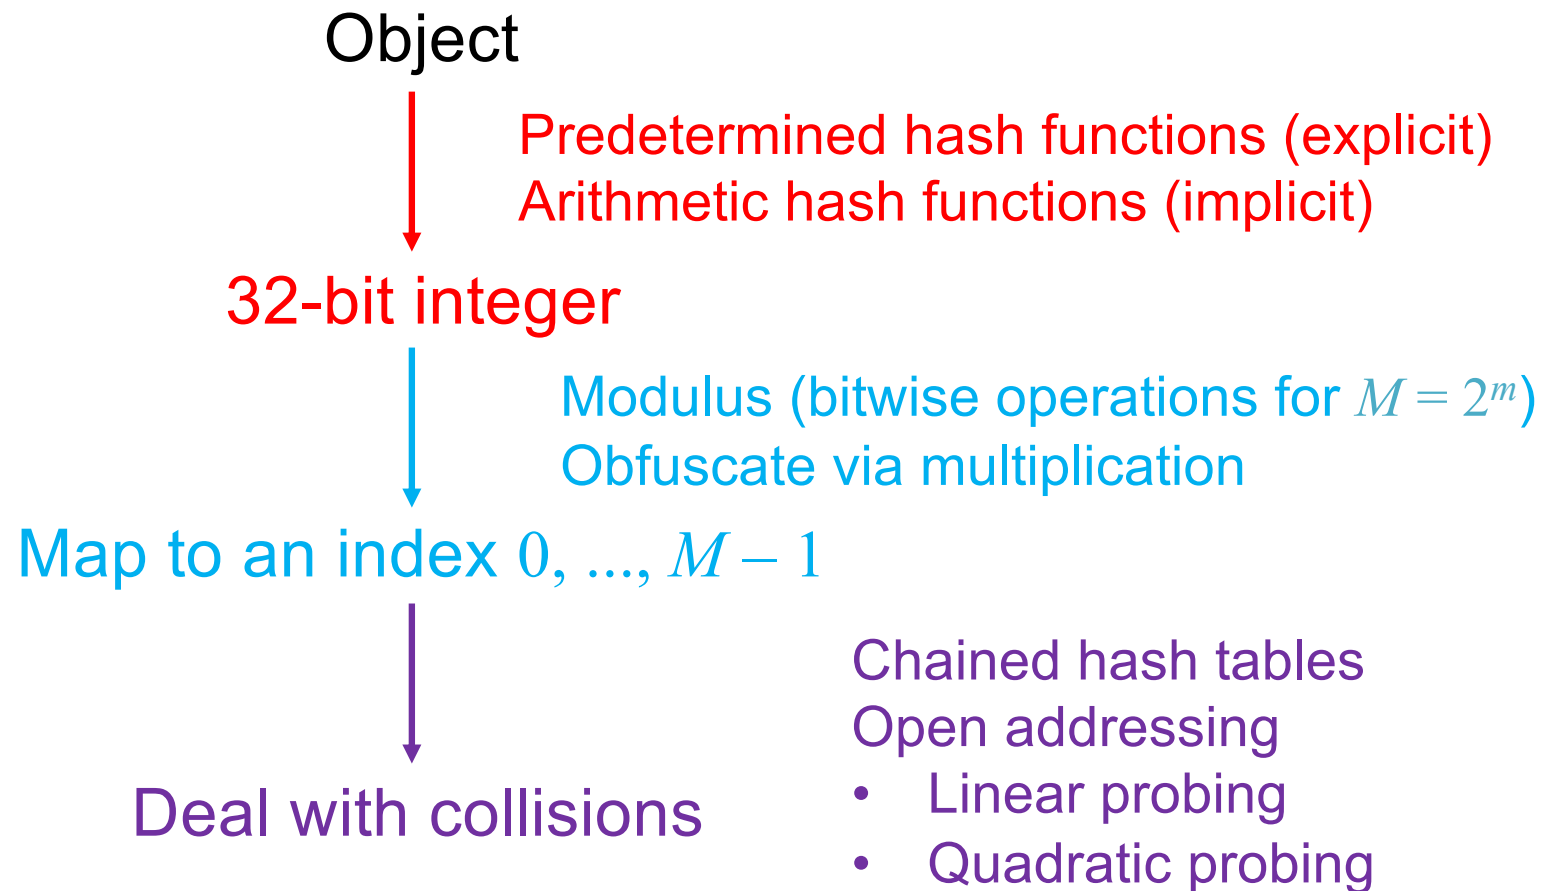 Object
Predetermined hash functions (explicit)
Arithmetic hash functions (implicit)
32-bit integer
Modulus (bitwise operations for M = 2ᵐ)
Obfuscate via multiplication
Map to an index 0, ..., M – 1
Chained hash tables
Open addressing
• Linear probing
Deal with collisions
• Quadratic probing